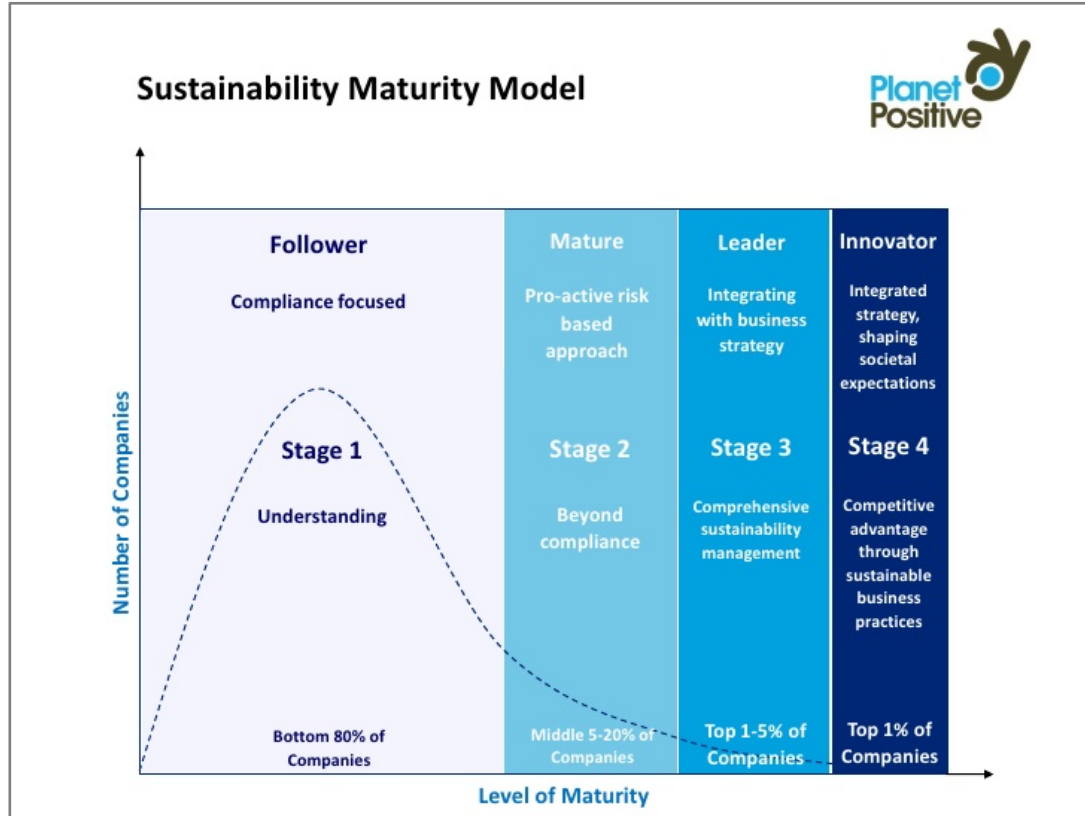 Sustainability Maturity Model
Planet
Positive
Number of Companies
Follower
Compliance focused
Stage 1
Understanding
Bottom 80% of
Companies
Mature
Pro-active risk
based
approach
Stage 2
Beyond
compliance
Middle 5-20% of
Companies
Leader
Integrating
with business
strategy
Stage 3
Comprehensive
sustainability
management
Top 1-5% of
Companies
Innovator
Integrated
strategy,
shaping
societal
expectations
Stage 4
Competitive
advantage
through
sustainable
business
practices
Top 1% of
Companies
Level of Maturity